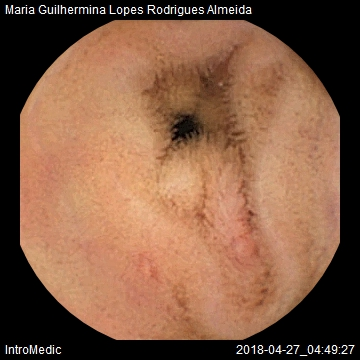 Maria Guilhermina Lopes Rodrigues Almeida
IntroMedic
2018-04-27_04:49:27